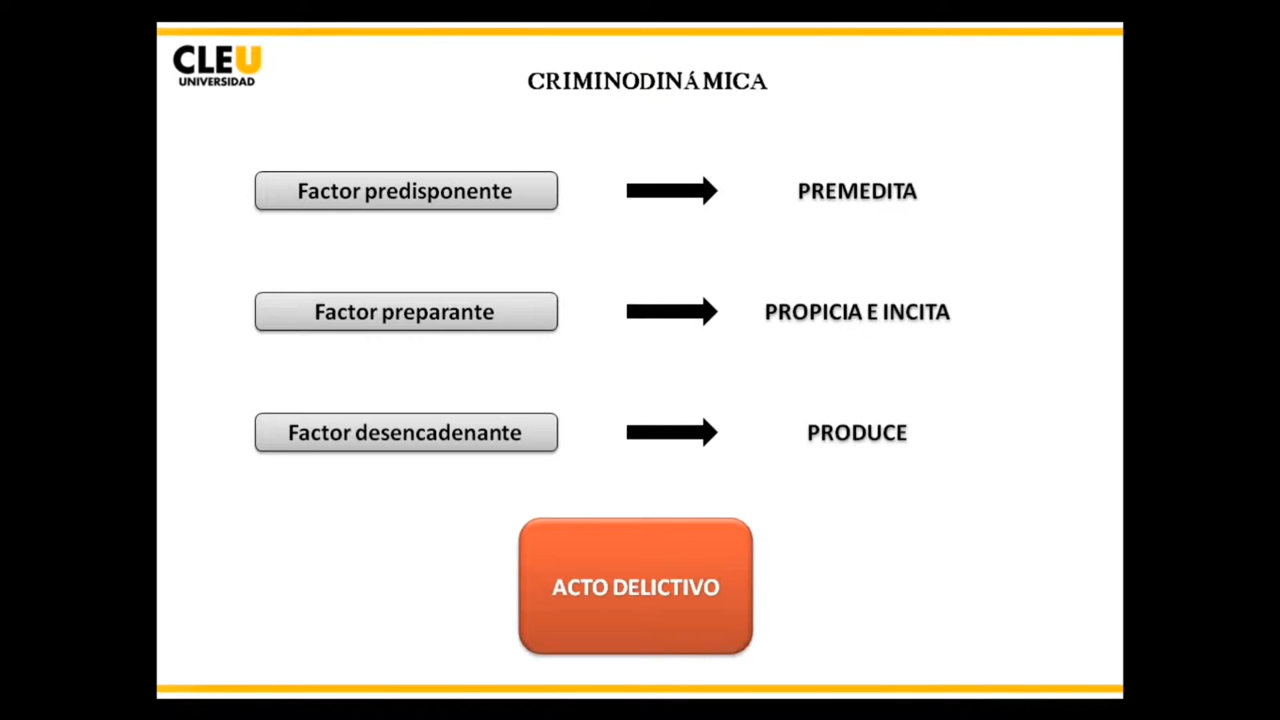 CLEU
UNIVERSIDAD
CRIMINODINÁMICA
Factor predisponente
PREMEDITA
Factor preparante
PROPICIA E INCITA
Factor desencadenante
PRODUCE
ACTO DELICTIVO